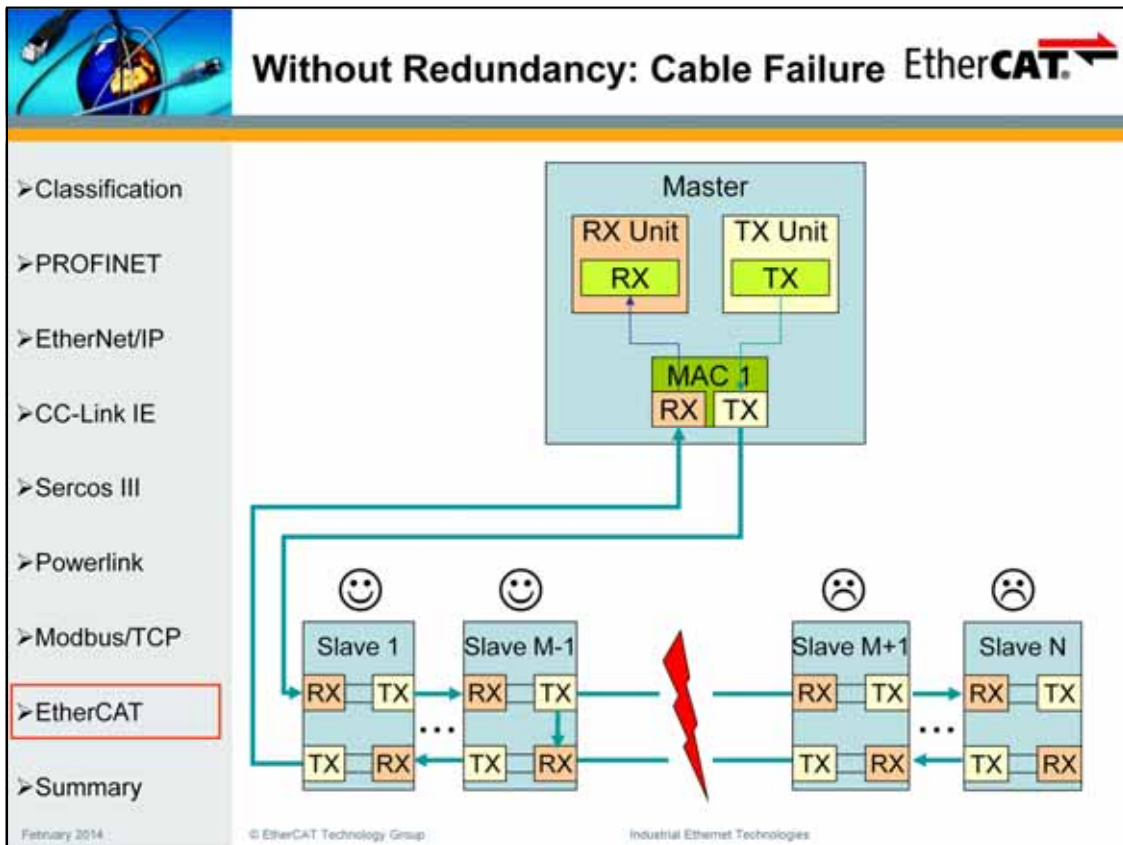 Without Redundancy: Cable Failure
EtherCAT®
➢Classification
➢PROFINET
➢EtherNet/IP
➢CC-Link IE
➢Sercos III
➢Powerlink
➢Modbus/TCP
➢EtherCAT
➢Summary
Master
RX Unit TX Unit
RX TX
MAC 1
RX TX
Slave 1 Slave M-1 Slave M+1 Slave N
RX TX RX TX RX TX RX TX
... ...
TX RX TX RX TX RX TX RX
February 2014
© EtherCAT Technology Group
Industrial Ethernet Technologies